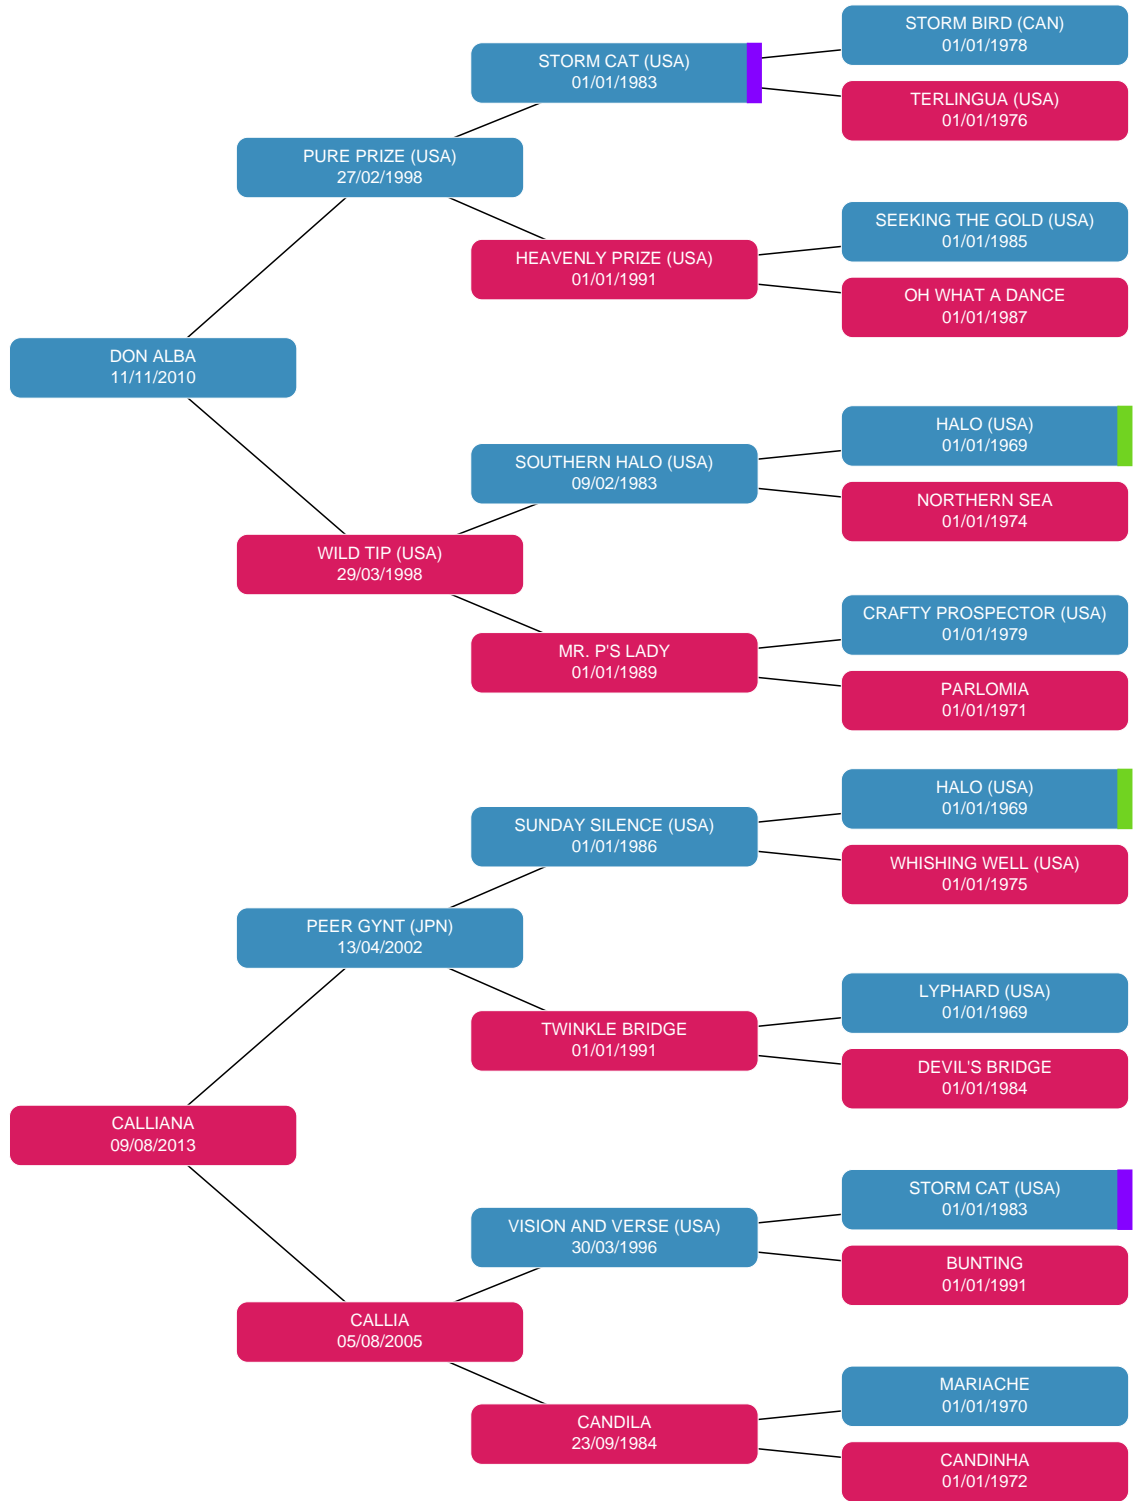 STORM BIRD (CAN)
01/01/1978
STORM CAT (USA)
01/01/1983
TERLINGUA (USA)
01/01/1976
PURE PRIZE (USA)
27/02/1998
SEEKING THE GOLD (USA)
01/01/1985
HEAVENLY PRIZE (USA)
01/01/1991
OH WHAT A DANCE
01/01/1987
DON ALBA
11/11/2010
HALO (USA)
01/01/1969
SOUTHERN HALO (USA)
09/02/1983
NORTHERN SEA
01/01/1974
WILD TIP (USA)
29/03/1998
CRAFTY PROSPECTOR (USA)
01/01/1979
MR. P'S LADY
01/01/1989
PARLOMIA
01/01/1971
HALO (USA)
01/01/1969
SUNDAY SILENCE (USA)
01/01/1986
WHISHING WELL (USA)
01/01/1975
PEER GYNT (JPN)
13/04/2002
LYPHARD (USA)
01/01/1969
TWINKLE BRIDGE
01/01/1991
DEVIL'S BRIDGE
01/01/1984
CALLIANA
09/08/2013
STORM CAT (USA)
01/01/1983
VISION AND VERSE (USA)
30/03/1996
BUNTING
01/01/1991
CALLIA
05/08/2005
MARIACHE
01/01/1970
CANDILA
23/09/1984
CANDINHA
01/01/1972